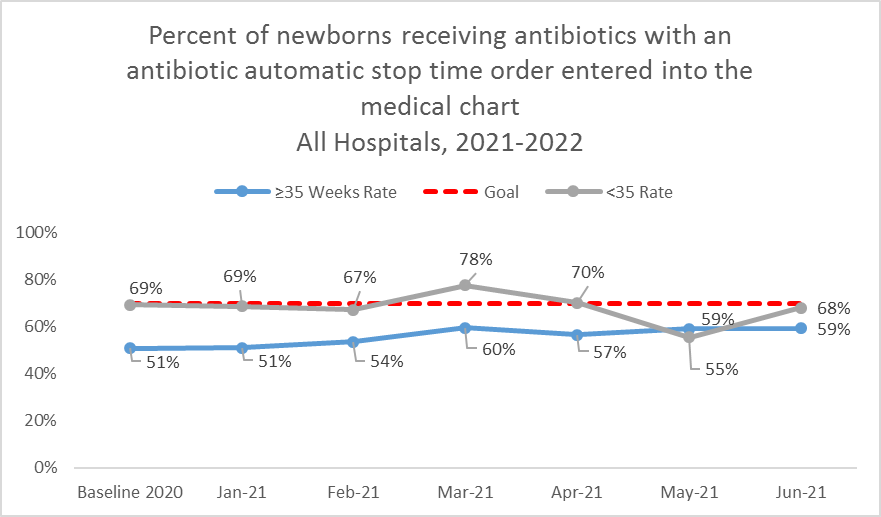 Percent of newborns receiving antibiotics with an
antibiotic automatic stop time order entered into the
medical chart
All Hospitals, 2021-2022
≥35 Weeks Rate Goal <35 Rate
100%
80%
60%
40%
20%
0%
69% 69% 67% 78% 70% 55% 68%
51% 51% 54% 60% 57% 59% 59%
Baseline 2020 Jan-21 Feb-21 Mar-21 Apr-21 May-21 Jun-21